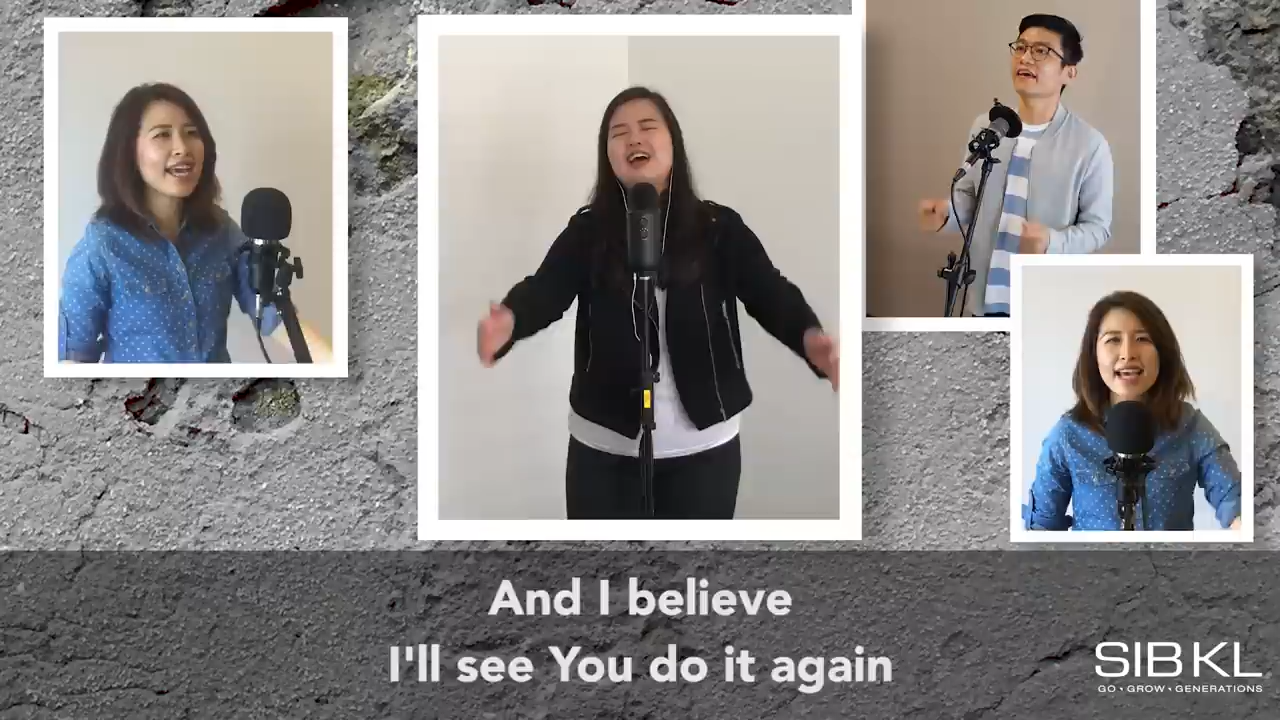 And I believe
I'll see You do it again
SIBKL
GO • GROW • GENERATIONS